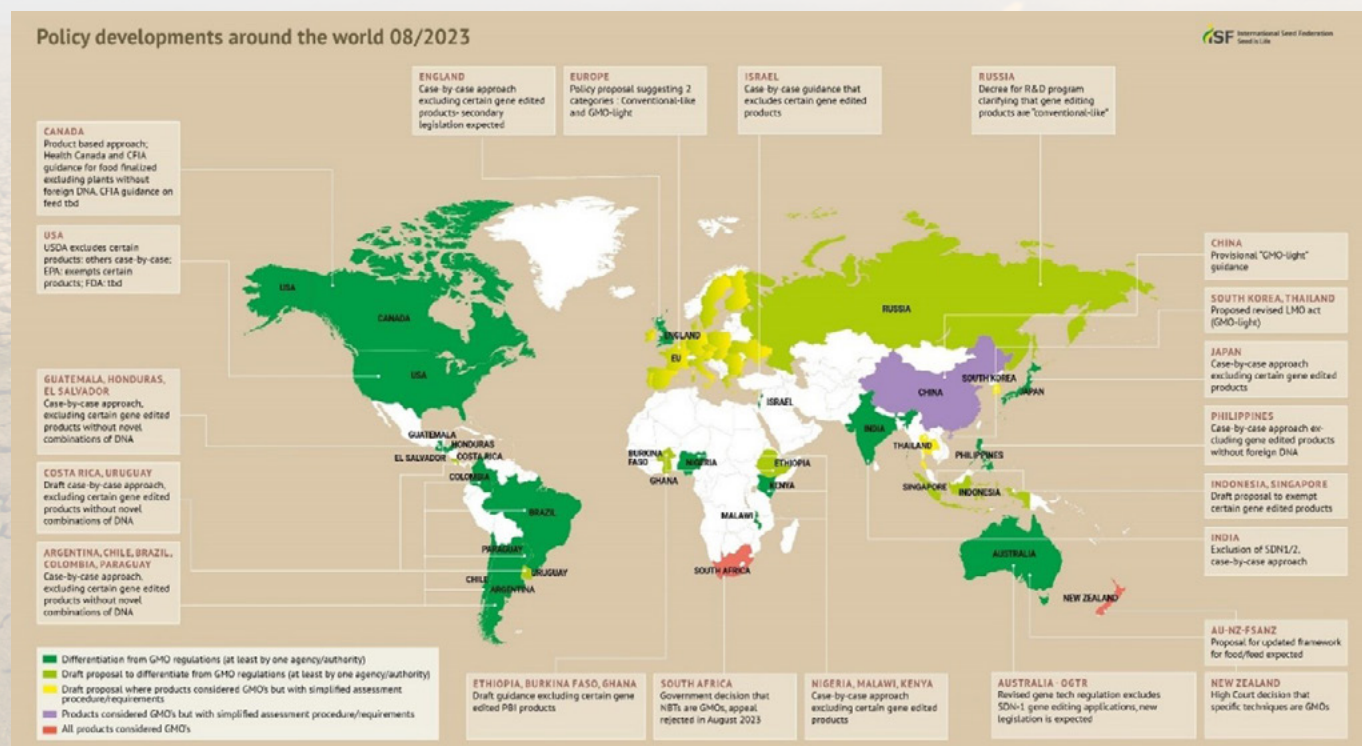 Policy developments around the world 08/2023
iSF International Seed Federation
Seed is Life
ENGLAND
Case-by-case approach
excluding certain gene edited
products- secondary
legislation expected
EUROPE
Policy proposal suggesting 2
categories : Conventional-like
and GMO-light
ISRAEL
Case-by-case guidance that
excludes certain gene edited
products
RUSSIA
Decree for R&D program
clarifying that gene editing
products are "conventional-like"
CANADA
Product based approach;
Health Canada and CFIA
guidance for food finalized
excluding plants without
foreign DNA, CFIA guidance on
feed tbd
USA
USDA excludes certain
products: others case-by-case;
EPA: exempts certain
products; FDA: tbd
GUATEMALA, HONDURAS,
EL SALVADOR
Case-by-case approach,
excluding certain gene edited
products without novel
combinations of DNA
COSTA RICA, URUGUAY
Draft case-by-case approach,
excluding certain gene edited
products without novel
combinations of DNA
ARGENTINA, CHILE, BRAZIL,
COLOMBIA, PARAGUAY
Case-by-case approach,
excluding certain gene edited
products without novel
combinations of DNA
USA
CANADA
USA
GUATEMALA
HONDURAS
EL SALVADOR
COSTA RICA
COLOMBIA
BRAZIL
PARAGUAY
URUGUAY
CHILE
ARGENTINA
ENGLAND
EU
RUSSIA
ISRAEL
BURKINA
FASO
GHANA
NIGERIA
ETHIOPIA
KENYA
MALAWI
SOUTH AFRICA
INDIA
CHINA
SOUTH KOREA
JAPAN
THAILAND
PHILIPPINES
SINGAPORE
INDONESIA
AUSTRALIA
NEW ZEALAND
CHINA
Provisional "GMO-light"
guidance
SOUTH KOREA, THAILAND
Proposed revised LMO act
(GMO-light)
JAPAN
Case-by-case approach
excluding certain gene edited
products
PHILIPPINES
Case-by-case approach ex-
cluding gene edited products
without foreign DNA
INDONESIA, SINGAPORE
Draft proposal to exempt
certain gene edited products
INDIA
Exclusion of SDN1/2,
case-by-case approach
AU-NZ-FSANZ
Proposal for updated framework
for food/feed expected
NEW ZEALAND
High Court decision that
specific techniques are GMOs
AUSTRALIA - OGTR
Revised gene tech regulation excludes
SDN-1 gene editing applications, new
legislation is expected
NIGERIA, MALAWI, KENYA
Case-by-case approach
excluding certain gene edited
products
SOUTH AFRICA
Government decision that
NBTs are GMOs, appeal
rejected in August 2023
ETHIOPIA, BURKINA FASO, GHANA
Draft guidance excluding certain gene
edited PBI products
Differentiation from GMO regulations (at least by one agency/authority)
Draft proposal to differentiate from GMO regulations (at least by one agency/authority)
Draft proposal where products considered GMO's but with simplified assessment
procedure/requirements
Products considered GMO's but with simplified assessment procedure/requirements
All products considered GMO's